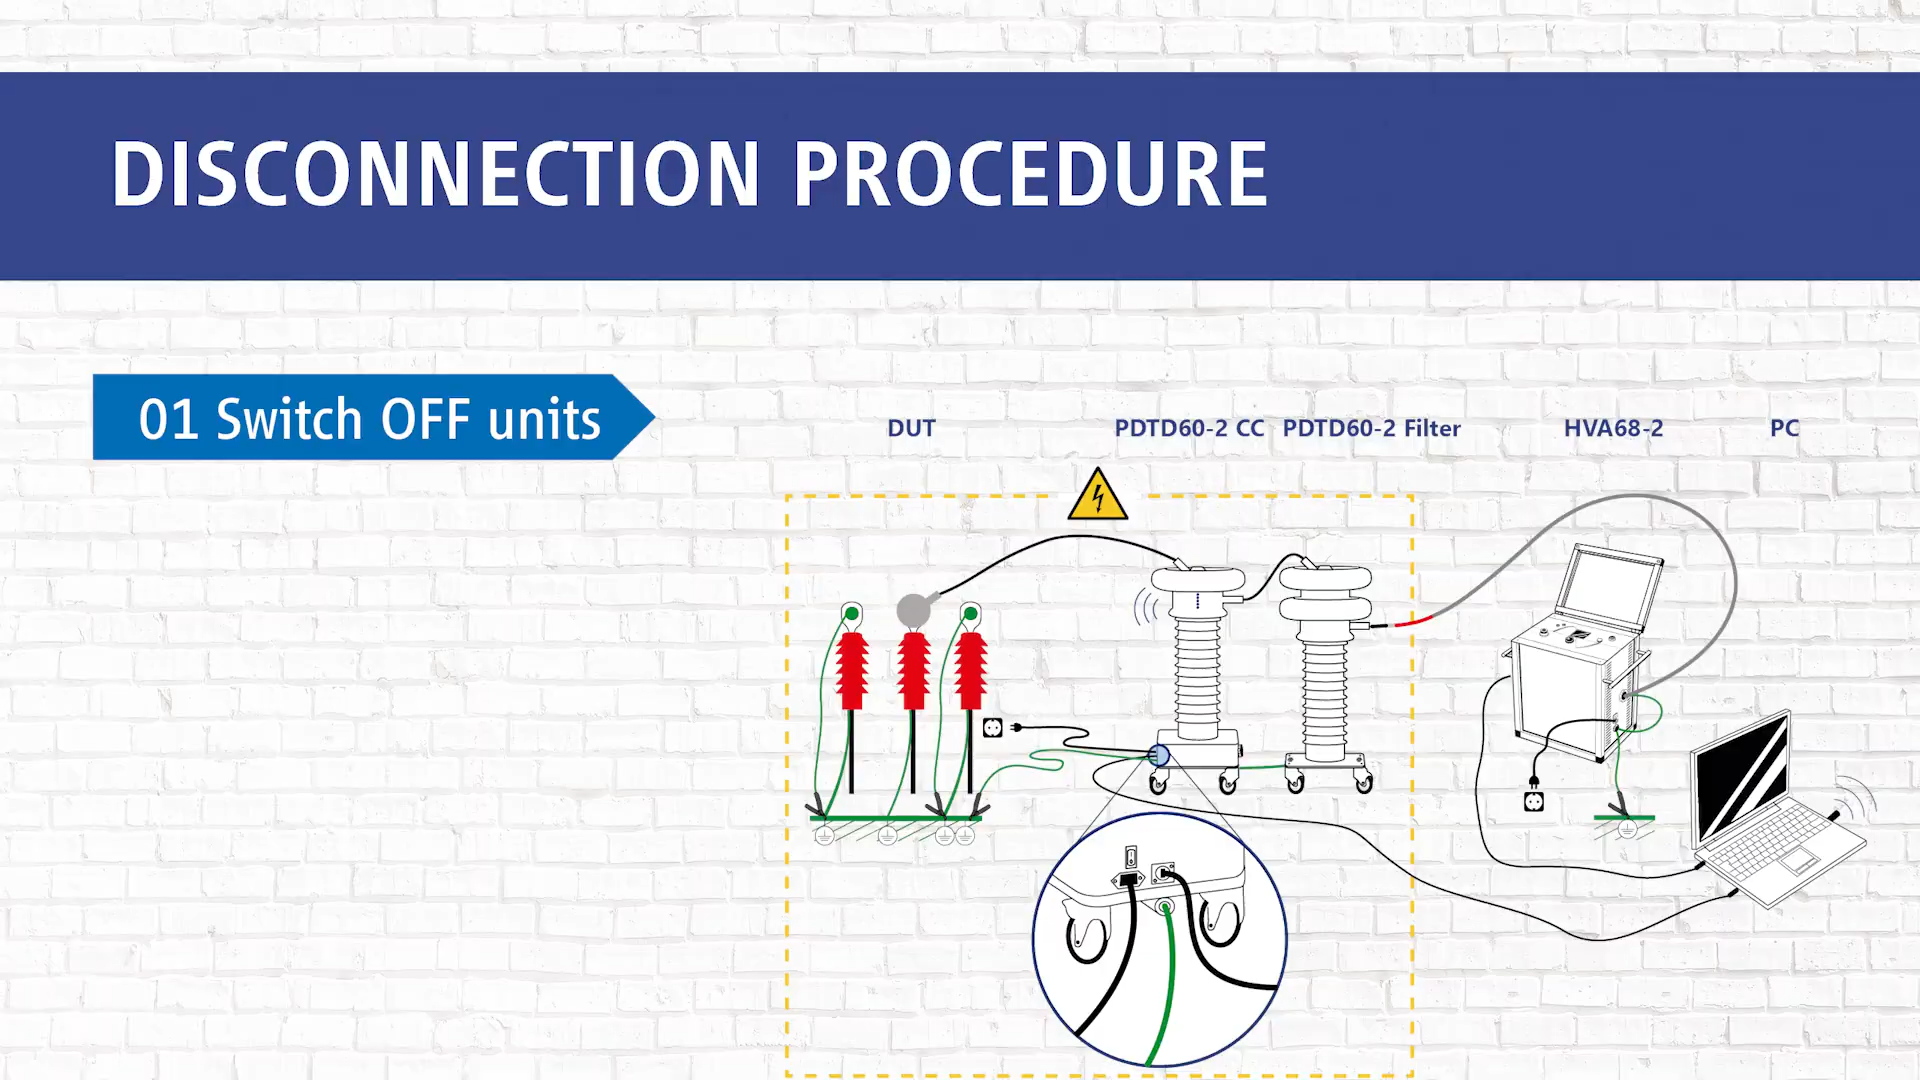 DISCONNECTION PROCEDURE
01 Switch OFF units
DUT
PDTD60-2 CC
PDTD60-2 Filter
HVA68-2
PC